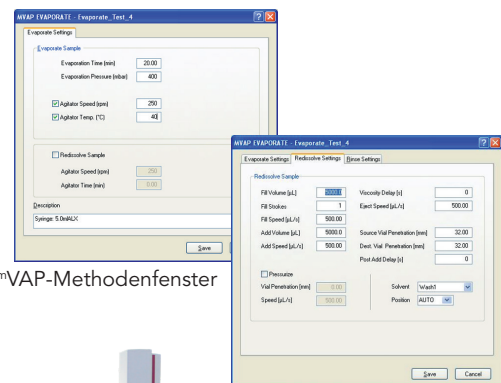 MVAP EVAPORATE - Evaporate_Test_4
Evaporate Settings
Evaporate Sample
Evaporation Time (min) 20.00
Evaporation Pressure (mbar) 400
Agitator Speed (rpm) 250
Agitator Temp. (°C) 40
Redissolve Sample
Agitator Speed (rpm) 250
Agitator Time (min) 0.00
Description
Syringe: 5.0mlALX
Save
MVAP EVAPORATE - Evaporate_Test_4
Evaporate Settings Redissolve Settings Rinse Settings
Redissolve Sample
Fill Volume [µL] 5000.0 Viscosity Delay [s] 0
Fill Strokes 1 Eject Speed [µL/s] 500.00
Fill Speed [µL/s] 500.00
Add Volume [µL] 5000.0 Source Vial Penetration [mm] 32.00
Add Speed [µL/s] 500.00 Dest. Vial Penetration [mm] 32.00
Post Add Delay [s] 0
Pressurize
Vial Penetration [mm] 0.00 Solvent Wash1
Speed [µL/s] 500.00 Position AUTO
Save Cancel
mVAP-Methodenfenster